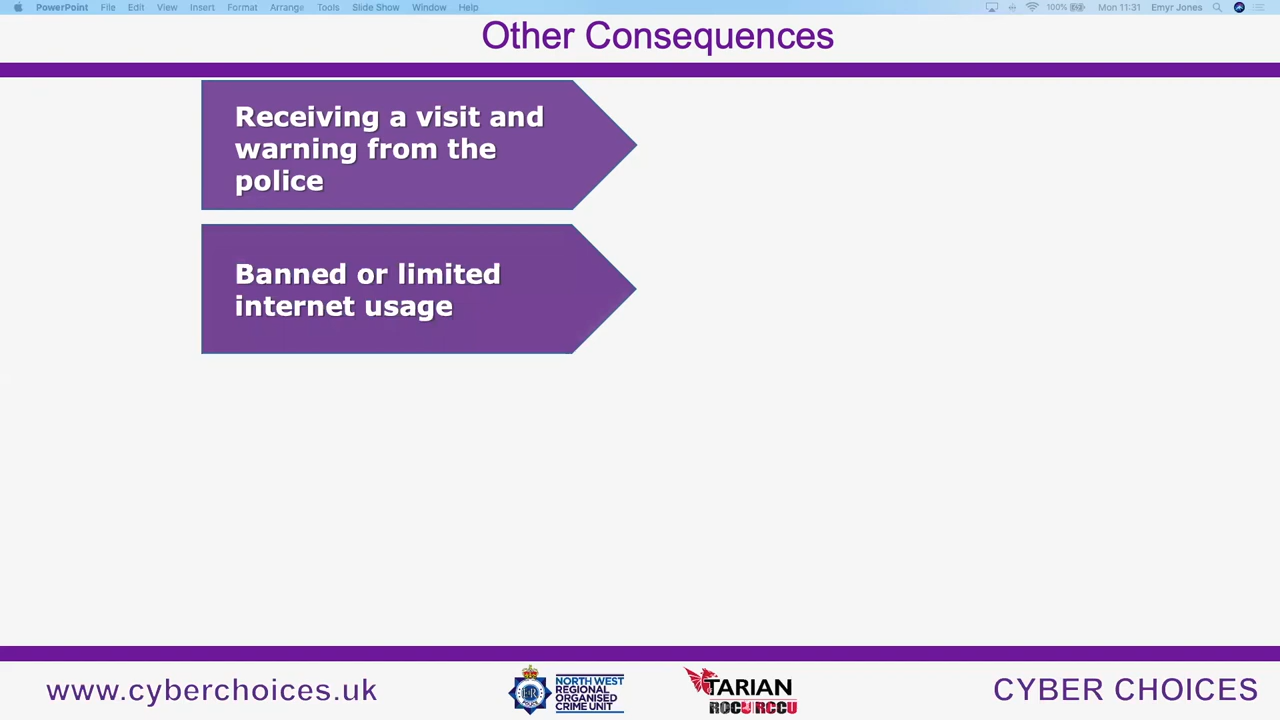 PowerPoint File Edit View Insert Format Arrange Tools Slide Show Window Help 100% Mon 11:31 Emyr Jones
Other Consequences
Receiving a visit and
warning from the
police
Banned or limited
internet usage
www.cyberchoices.uk
NORTH WEST
REGIONAL
ORGANISED
CRIME UNIT
TARIAN
ROCU RCCU
CYBER CHOICES